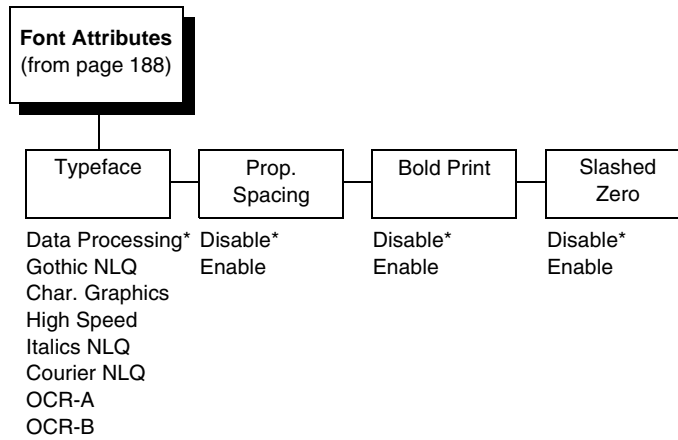 Font Attributes
(from page 188)
Typeface
Prop.
Spacing
Bold Print
Slashed
Zero
Data Processing*
Gothic NLQ
Char. Graphics
High Speed
Italics NLQ
Courier NLQ
OCR-A
OCR-B
Disable*
Enable
Disable*
Enable
Disable*
Enable